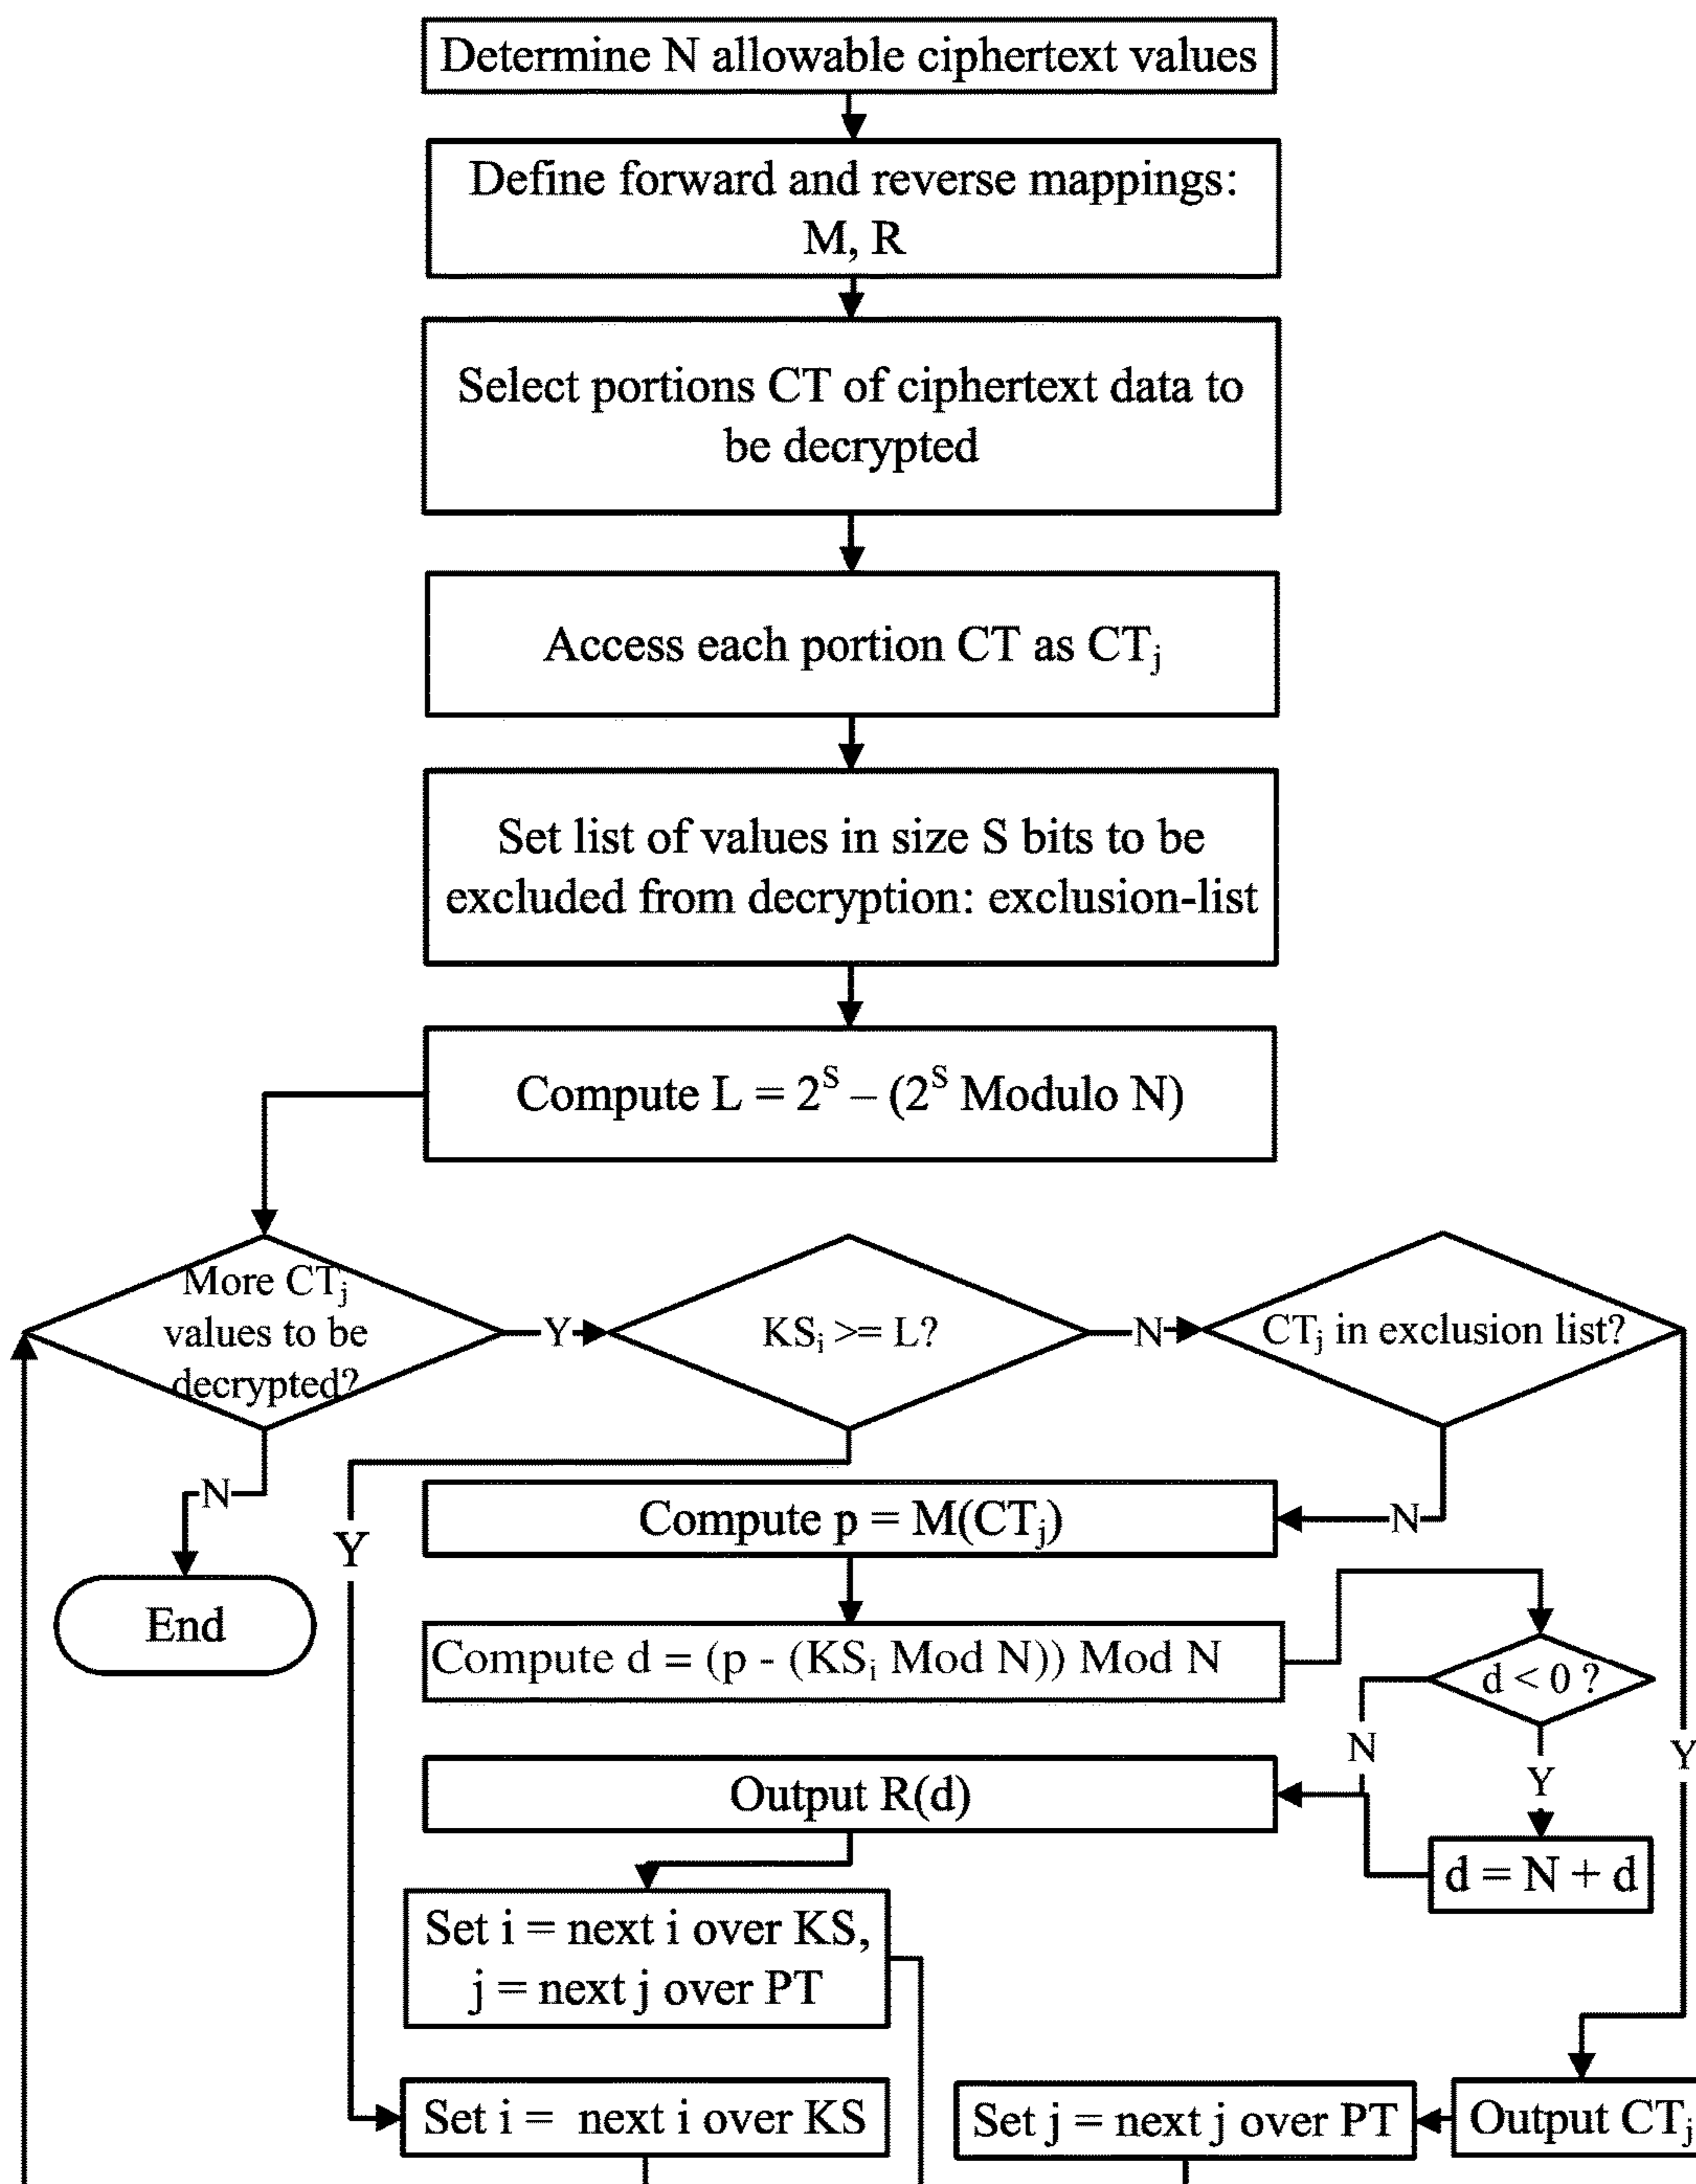 Determine N allowable ciphertext values
Define forward and reverse mappings:
M, R
Select portions CT of ciphertext data to
be decrypted
Access each portion CT as CTⱼ
Set list of values in size S bits to be
excluded from decryption: exclusion-list
Compute L = 2ˢ – (2ˢ Modulo N)
More CTⱼ
values to be
decrypted?
Y
KSᵢ >= L?
N
CTⱼ in exclusion list?
N
Y
Compute p = M(CTⱼ)
N
End
Compute d = (p - (KSᵢ Mod N)) Mod N
d < 0 ?
N
Y
Y
Output R(d)
d = N + d
Set i = next i over KS,
j = next j over PT
Set i = next i over KS
Set j = next j over PT
Output CTⱼ